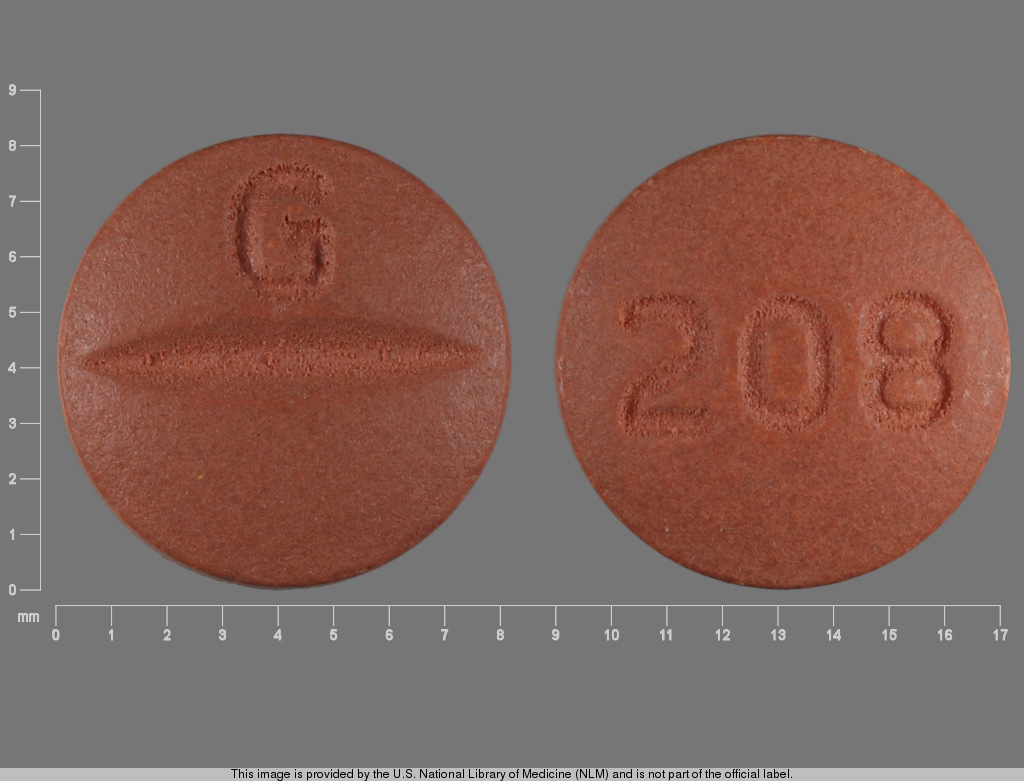 G
208
9
8
7
6
5
4
3
2
1
0
mm
0 1 2 3 4 5 6 7 8 9 10 11 12 13 14 15 16 17
This image is provided by the U.S. National Library of Medicine (NLM) and is not part of the official label.